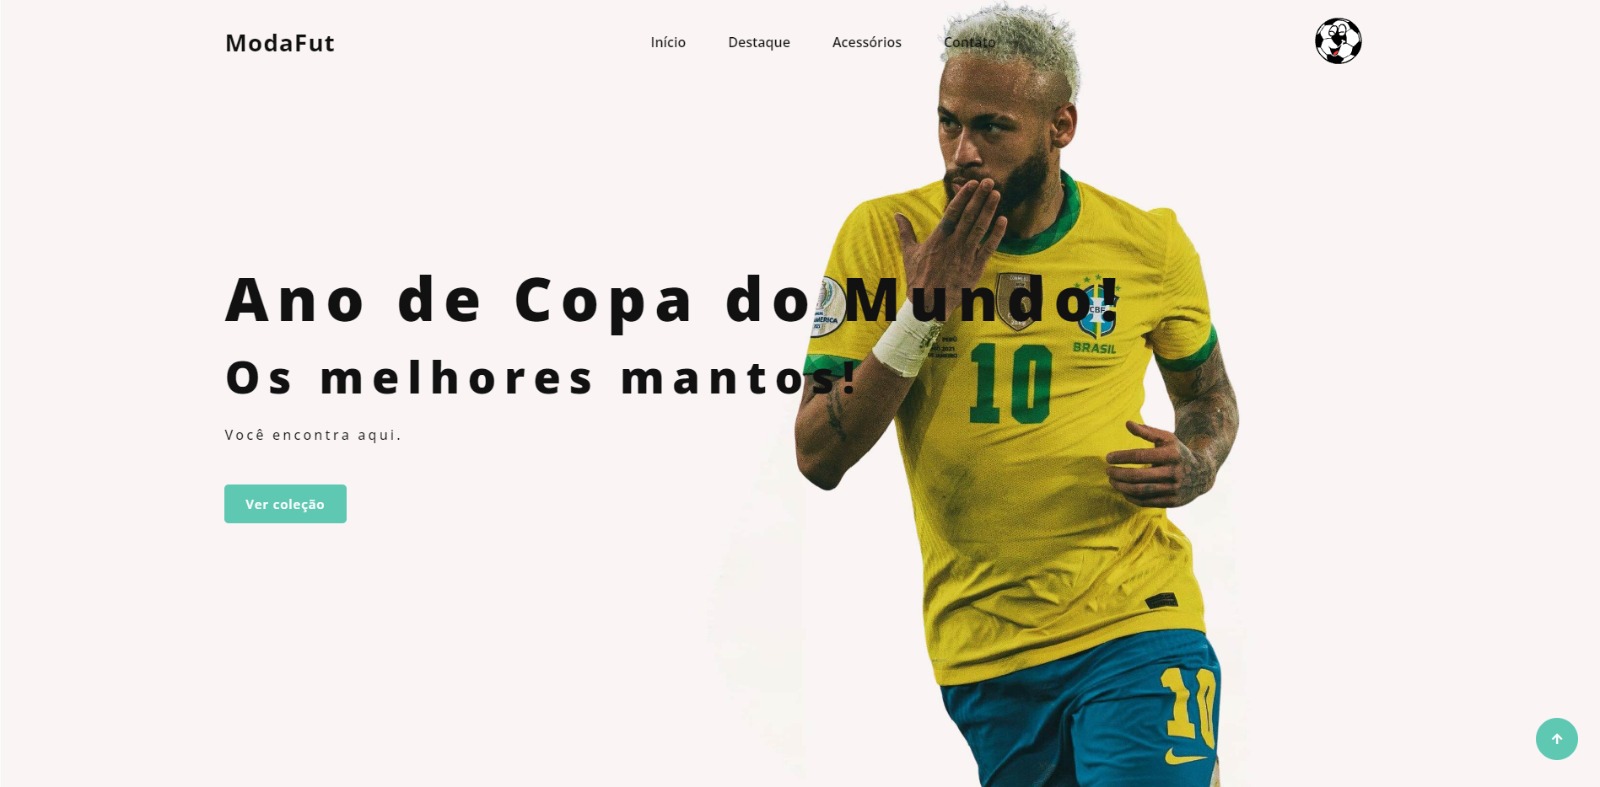 ModaFut
Início
Destaque
Acessórios
Contato
Ano de Copa do Mundo!
Os melhores mantos!
Você encontra aqui.
Ver coleção
CBF
BRASIL
10
10